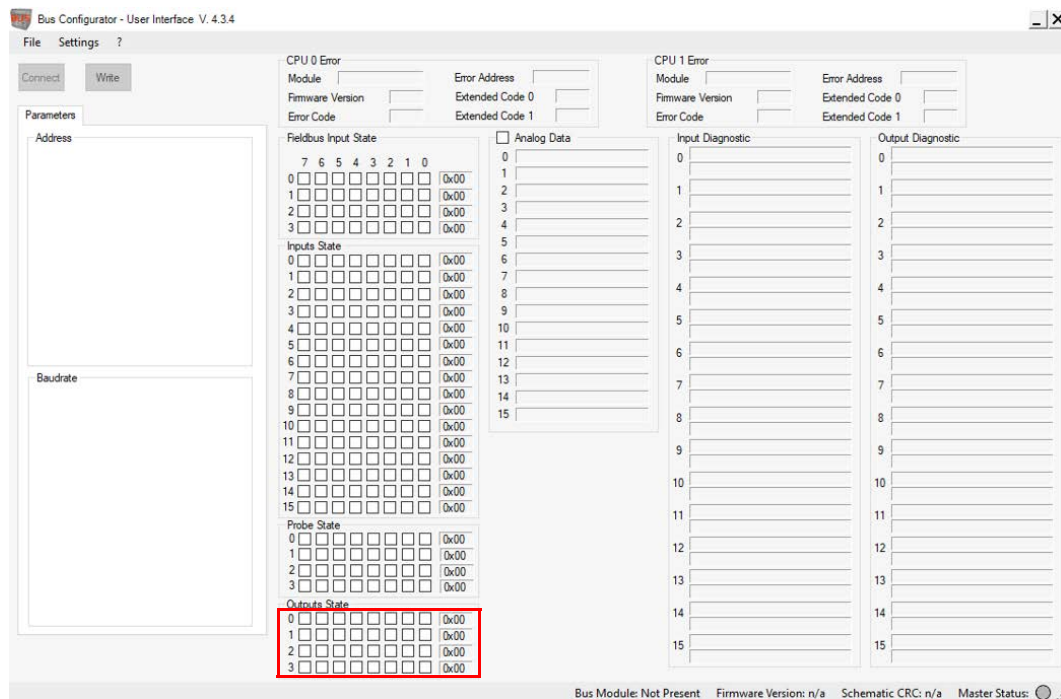 Bus Configurator - User Interface V. 4.3.4
File Settings ?
Connect Write
Parameters
Address
Baudrate
CPU 0 Error
Module Error Address
Firmware Version Extended Code 0
Error Code Extended Code 1
CPU 1 Error
Module Error Address
Firmware Version Extended Code 0
Error Code Extended Code 1
Fieldbus Input State
7 6 5 4 3 2 1 0
0 0x00
1 0x00
2 0x00
3 0x00
Inputs State
0 0x00
1 0x00
2 0x00
3 0x00
4 0x00
5 0x00
6 0x00
7 0x00
8 0x00
9 0x00
10 0x00
11 0x00
12 0x00
13 0x00
14 0x00
15 0x00
Probe State
0 0x00
1 0x00
2 0x00
3 0x00
Outputs State
0 0x00
1 0x00
2 0x00
3 0x00
Analog Data
0
1
2
3
4
5
6
7
8
9
10
11
12
13
14
15
Input Diagnostic
0
1
2
3
4
5
6
7
8
9
10
11
12
13
14
15
Output Diagnostic
0
1
2
3
4
5
6
7
8
9
10
11
12
13
14
15
Bus Module: Not Present Firmware Version: n/a Schematic CRC: n/a Master Status: